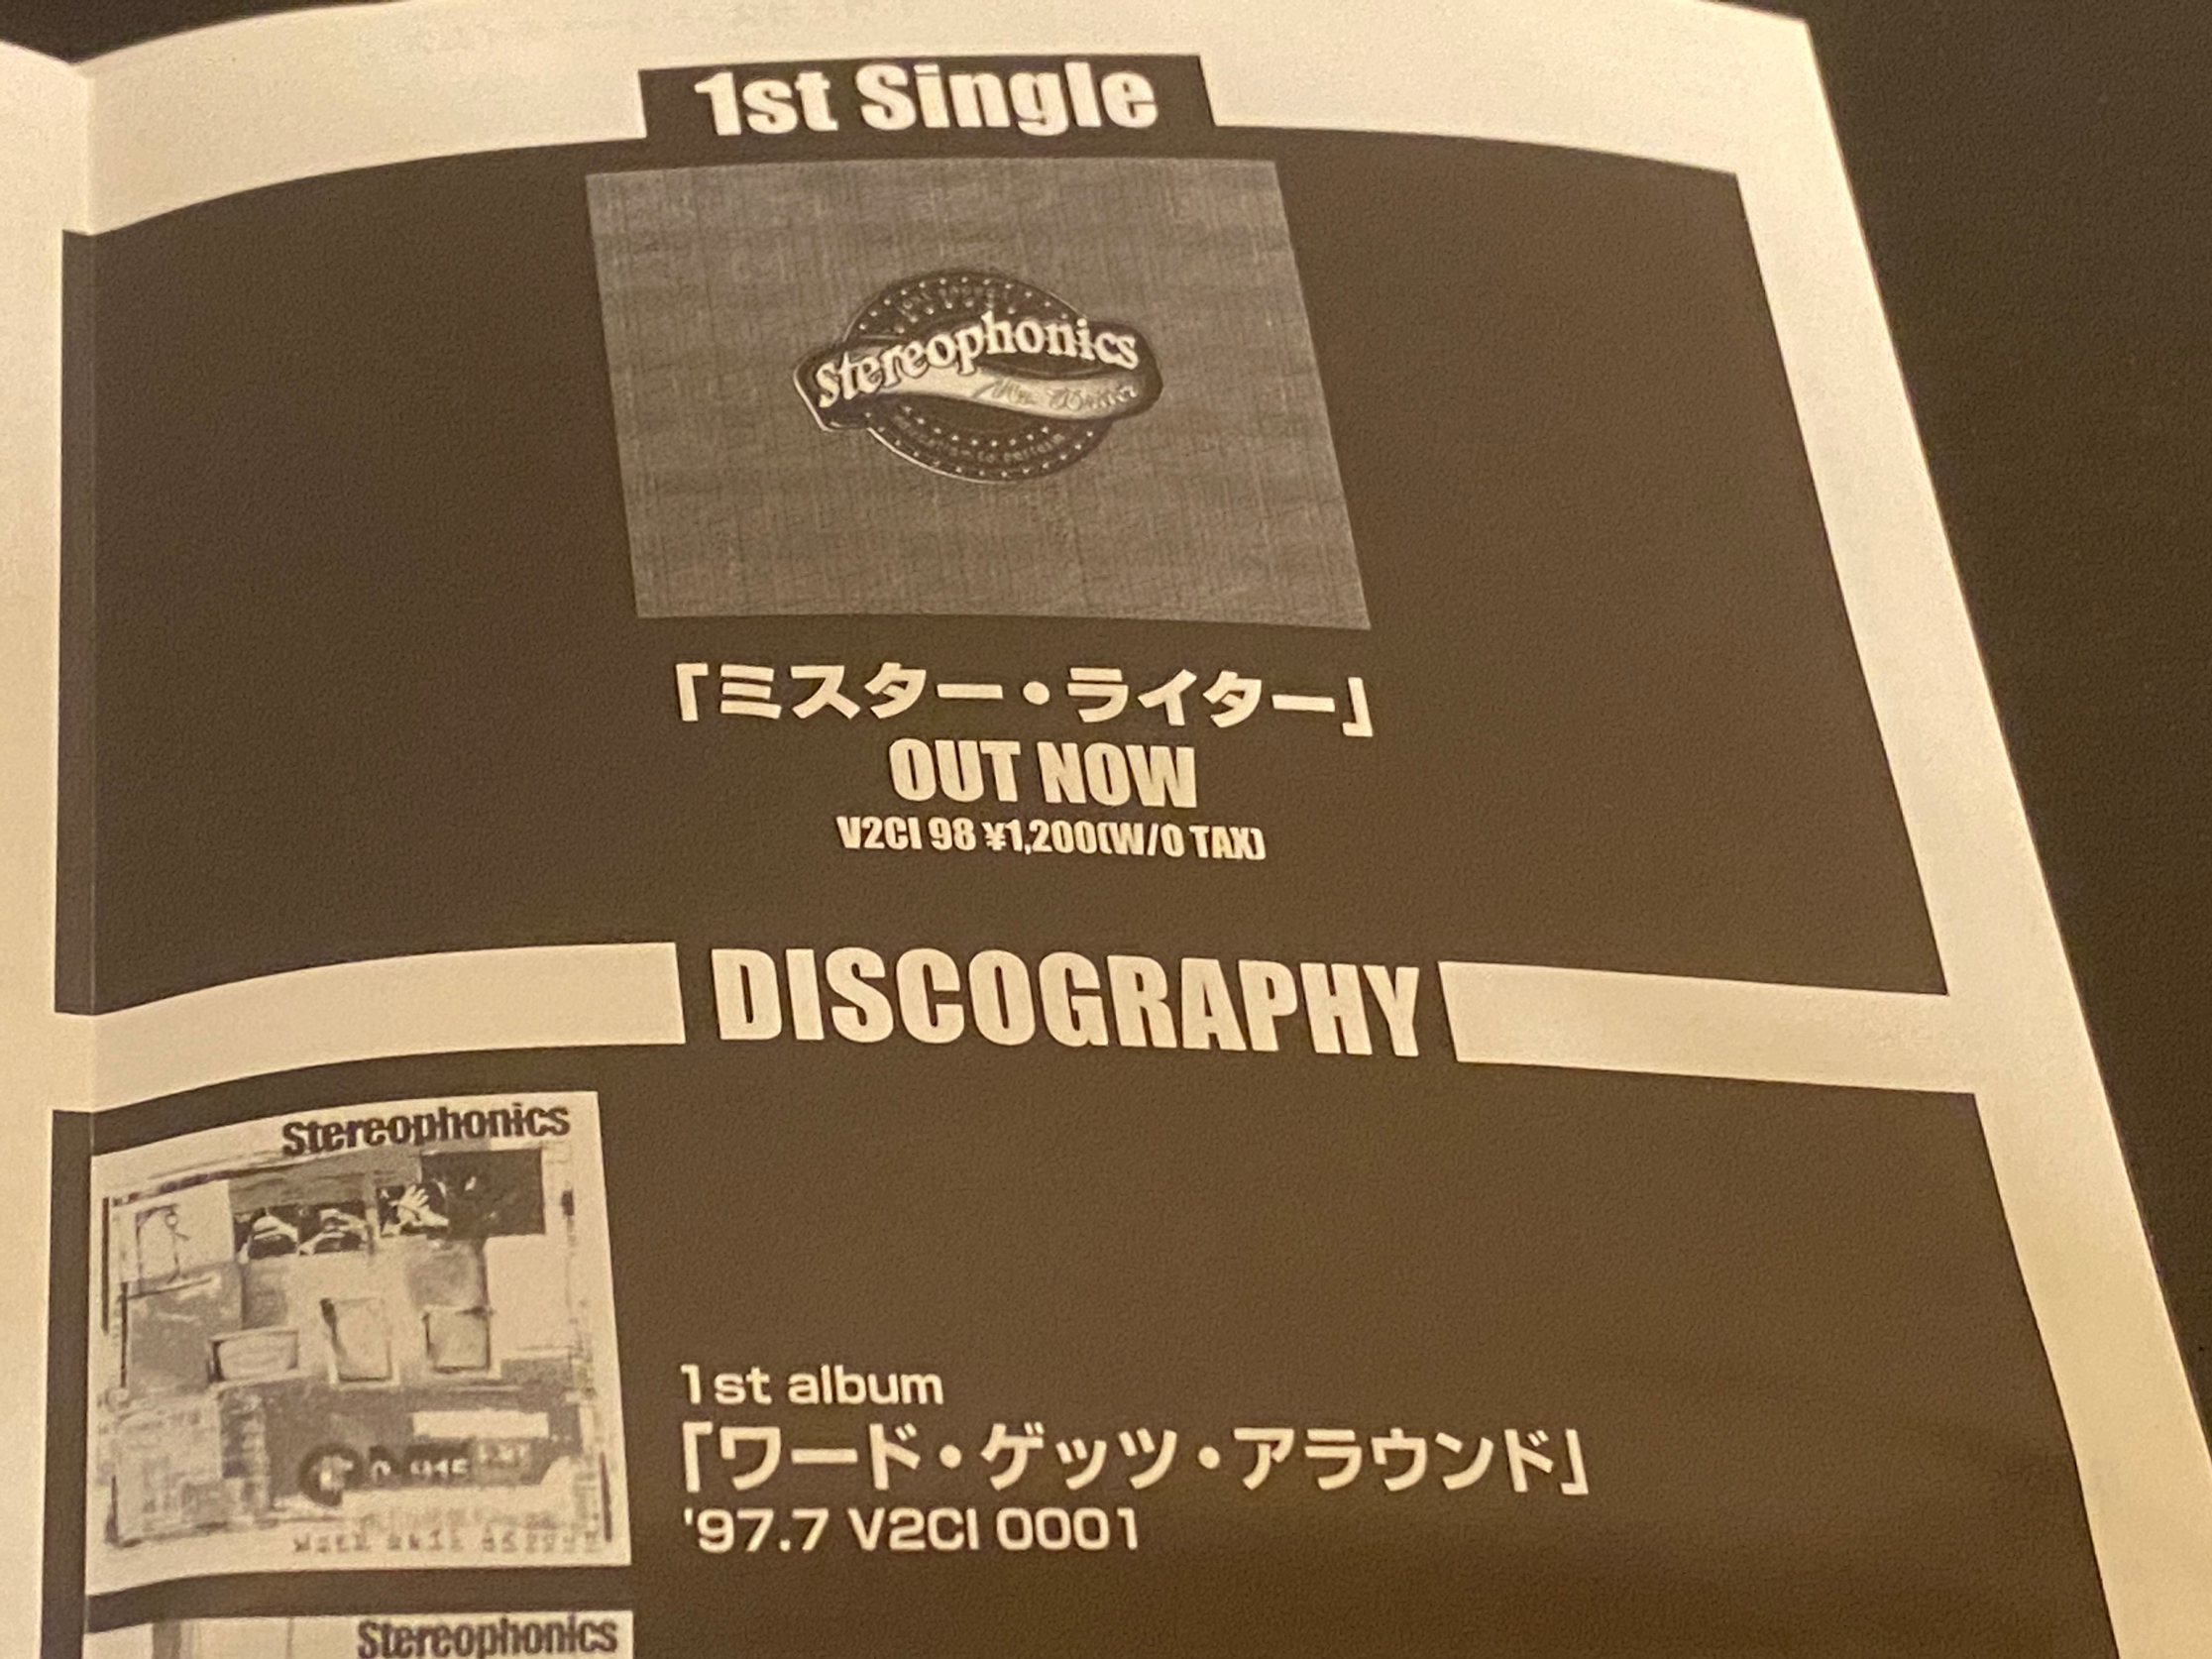 1st Single
Stereophonics
「ミスター・ライター」
OUT NOW
V2CI 98 ¥1,200(W/O TAX)
DISCOGRAPHY
Stereophonics
1st album
「ワード・ゲッツ・アラウンド」
'97.7 V2CI 0001
Stereophonics